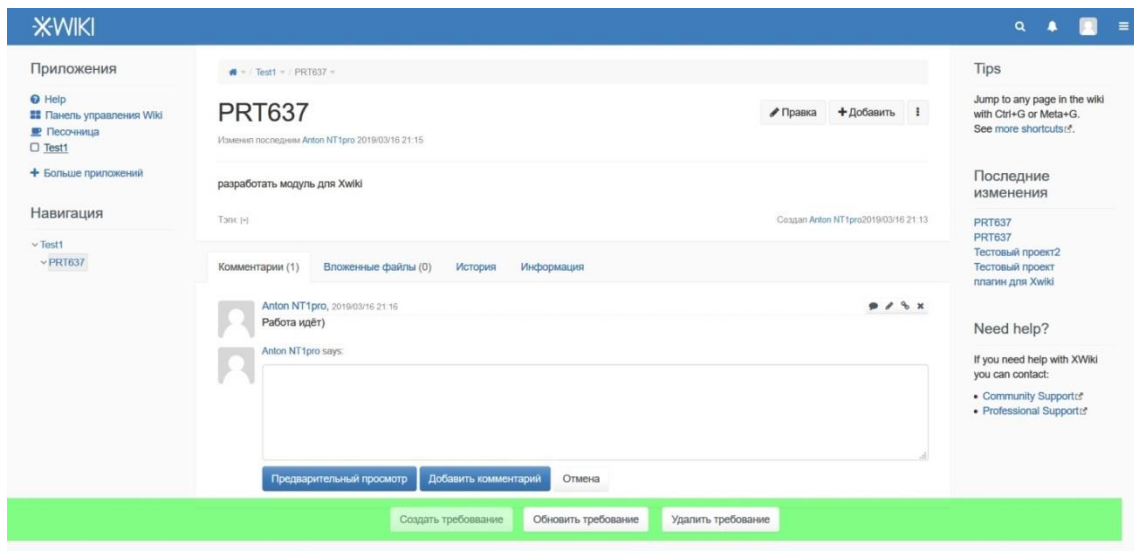 XWIKI
Приложения
Help
Панель управления Wiki
Песочница
Test1
Больше приложений
Навигация
Test1
PRT637
/ Test1 / PRT637
PRT637
Правка
Добавить
Изменил последним Anton NT1pro 2019/03/16 21:15
разработать модуль для Xwiki
Тэги: [+]
Создал Anton NT1pro2019/03/16 21:13
Комментарии (1)
Вложенные файлы (0)
История
Информация
Anton NT1pro, 2019/03/16 21:16
Работа идёт)
Anton NT1pro says:
Предварительный просмотр
Добавить комментарий
Отмена
Tips
Jump to any page in the wiki
with Ctrl+G or Meta+G.
See more shortcuts.
Последние
изменения
PRT637
PRT637
Тестовый проект2
Тестовый проект
плагин для Xwiki
Need help?
If you need help with XWiki
you can contact:
• Community Support
• Professional Support
Создать требоввание
Обновить требование
Удалить требование